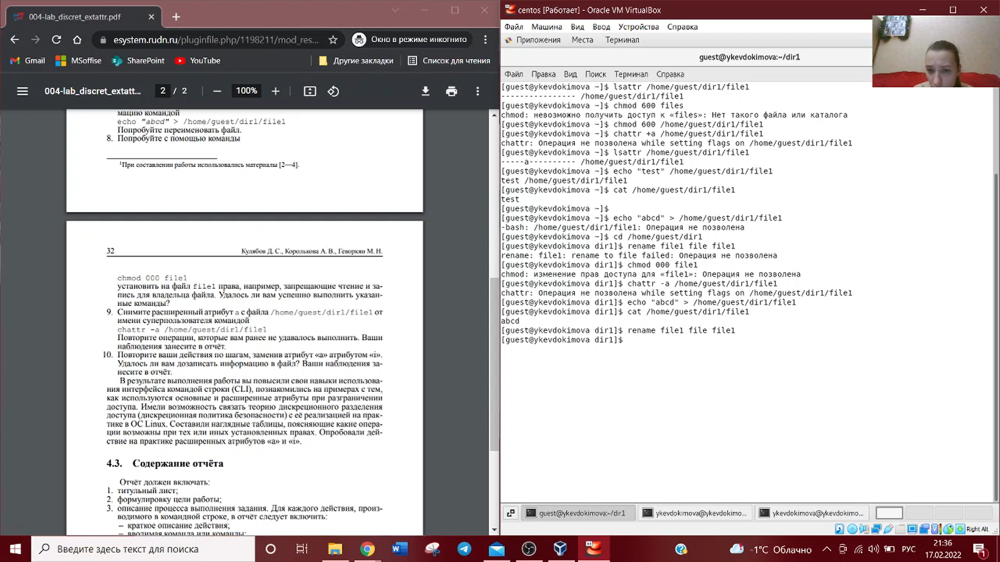 004-lab_discret_extattr.pdf
esystem.rudn.ru/pluginfile.php/1198211/mod_res...
Окно в режиме инкогнито
Gmail
MSoffise
SharePoint
YouTube
Другие закладки
Список для чтения
004-lab_discret_extatt...
2 / 2
100%
мацию командой
echo "abcd" > /home/guest/dir1/file1
Попробуйте переименовать файл.
8. Попробуйте с помощью команды
1При составлении работы использовались материалы [2—4].
32 Кулябов Д. С., Королькова А. В., Геворкян М. Н.
chmod 000 file1
установить на файл file1 права, например, запрещающие чтение и за-
пись для владельца файла. Удалось ли вам успешно выполнить указан-
ные команды?
9. Снимите расширенный атрибут a с файла /home/guest/dir1/file1 от
имени суперпользователя командой
chattr -a /home/guest/dir1/file1
Повторите операции, которые вам ранее не удавалось выполнить. Ваши
наблюдения занесите в отчёт.
10. Повторите ваши действия по шагам, заменив атрибут «a» атрибутом «i».
Удалось ли вам дозаписать информацию в файл? Ваши наблюдения за-
несите в отчёт.
В результате выполнения работы вы повысили свои навыки использова-
ния интерфейса командой строки (CLI), познакомились на примерах с тем,
как используются основные и расширенные атрибуты при разграничении
доступа. Имели возможность связать теорию дискреционного разделения
доступа (дискреционная политика безопасности) с её реализацией на прак-
тике в ОС Linux. Составили наглядные таблицы, поясняющие какие опера-
ции возможны при тех или иных установленных правах. Опробовали дей-
ствие на практике расширенных атрибутов «a» и «i».
4.3. Содержание отчёта
Отчёт должен включать:
1. титульный лист;
2. формулировку цели работы;
3. описание процесса выполнения задания. Для каждого действия, произ-
водимого в командной строке, в отчёт следует включить:
– краткое описание действия;
– вводимая команда или команды;
centos [Работает] - Oracle VM VirtualBox
Файл Машина Вид Ввод Устройства Справка
Приложения Места Терминал
guest@ykevdokimova:~/dir1
Файл Правка Вид Поиск Терминал Справка
[guest@ykevdokimova ~]$ lsattr /home/guest/dir1/file1
---------------- /home/guest/dir1/file1
[guest@ykevdokimova ~]$ chmod 600 files
chmod: невозможно получить доступ к «files»: Нет такого файла или каталога
[guest@ykevdokimova ~]$ chmod 600 /home/guest/dir1/file1
[guest@ykevdokimova ~]$ chattr +a /home/guest/dir1/file1
chattr: Операция не позволена while setting flags on /home/guest/dir1/file1
[guest@ykevdokimova ~]$ lsattr /home/guest/dir1/file1
-----a---------- /home/guest/dir1/file1
[guest@ykevdokimova ~]$ echo "test" /home/guest/dir1/file1
test /home/guest/dir1/file1
[guest@ykevdokimova ~]$ cat /home/guest/dir1/file1
test
[guest@ykevdokimova ~]$
[guest@ykevdokimova ~]$ echo "abcd" > /home/guest/dir1/file1
-bash: /home/guest/dir1/file1: Операция не позволена
[guest@ykevdokimova ~]$ cd /home/guest/dir1
[guest@ykevdokimova dir1]$ rename file1 file file1
rename: file1: rename to file failed: Операция не позволена
[guest@ykevdokimova dir1]$ chmod 000 file1
chmod: изменение прав доступа для «file1»: Операция не позволена
[guest@ykevdokimova dir1]$ chattr -a /home/guest/dir1/file1
chattr: Операция не позволена while setting flags on /home/guest/dir1/file1
[guest@ykevdokimova dir1]$ echo "abcd" > /home/guest/dir1/file1
[guest@ykevdokimova dir1]$ cat /home/guest/dir1/file1
abcd
[guest@ykevdokimova dir1]$ rename file1 file file1
[guest@ykevdokimova dir1]$
guest@ykevdokimova:~/dir1
ykevdokimova@ykevdokimo...
ykevdokimova@ykevdokimo...
Right Alt
Введите здесь текст для поиска
-1°C Облачно
РУС
21:36
17.02.2022
1